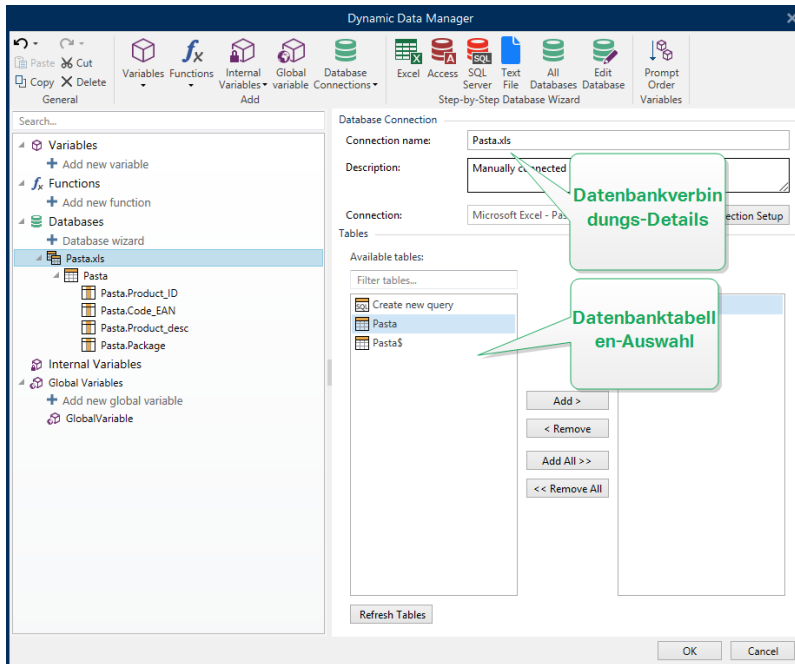 Dynamic Data Manager
Paste Cut
Copy Delete
General
Variables Functions Internal Variables Global variable Database Connections
Add
Excel Access SQL Server Text File All Databases Edit Database
Step-by-Step Database Wizard
Prompt Order
Variables
Search...
Variables
Add new variable
Functions
Add new function
Databases
Database wizard
Pasta.xls
Pasta
Pasta.Product_ID
Pasta.Code_EAN
Pasta.Product_desc
Pasta.Package
Internal Variables
Global Variables
Add new global variable
GlobalVariable
Database Connection
Connection name: Pasta.xls
Description: Manually connected
Datenbankverbin
dungs-Details
Connection: Microsoft Excel - Pas ection Setup
Tables
Available tables:
Filter tables...
SQL Create new query
Pasta
Pasta$
Datenbanktabell
en-Auswahl
Add >
< Remove
Add All >>
<< Remove All
Refresh Tables
OK Cancel